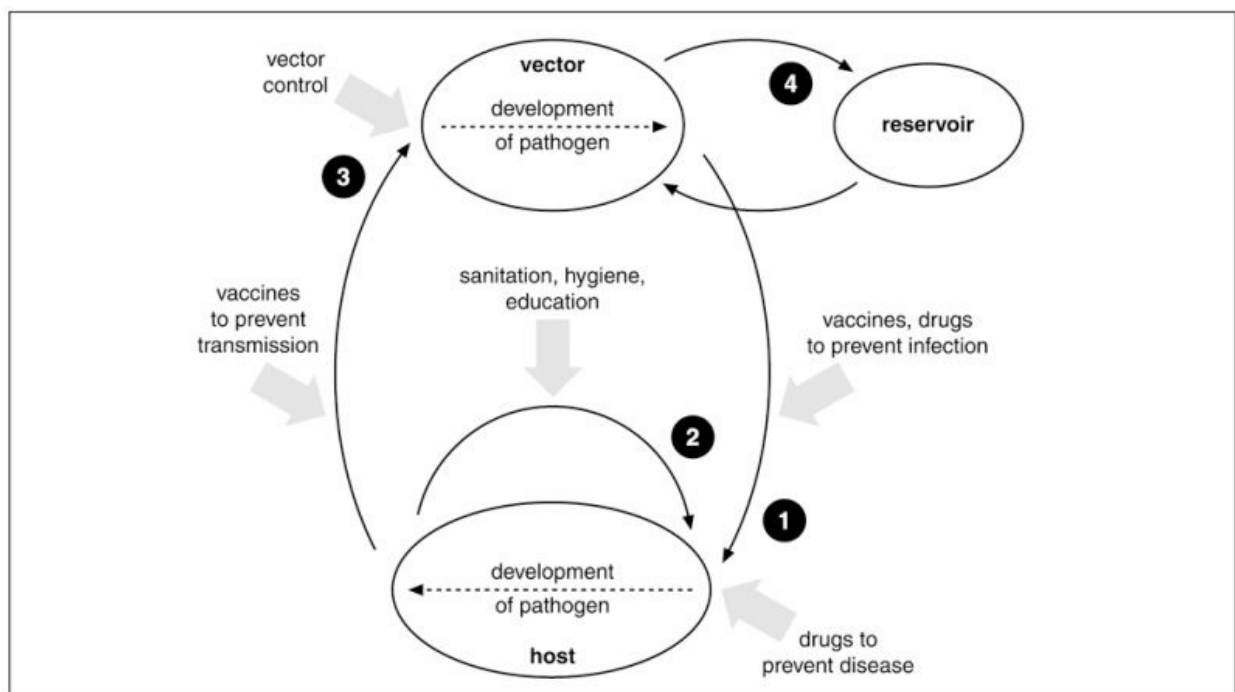 vector
control
vector
development
of pathogen
4
reservoir
3
sanitation, hygiene,
education
vaccines
to prevent
transmission
vaccines, drugs
to prevent infection
2
1
development
of pathogen
host
drugs to
prevent disease